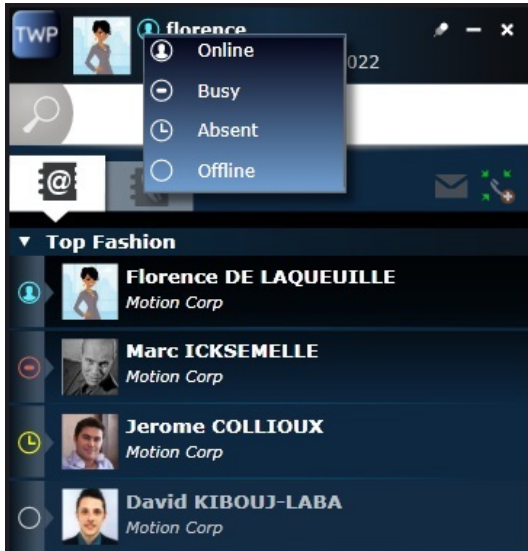 TWP
florence
022
Online
Busy
Absent
Offline
@
Top Fashion
Florence DE LAQUEUILLE
Motion Corp
Marc ICKSEMELLE
Motion Corp
Jerome COLLIOUX
Motion Corp
David KIBOUJ-LABA
Motion Corp